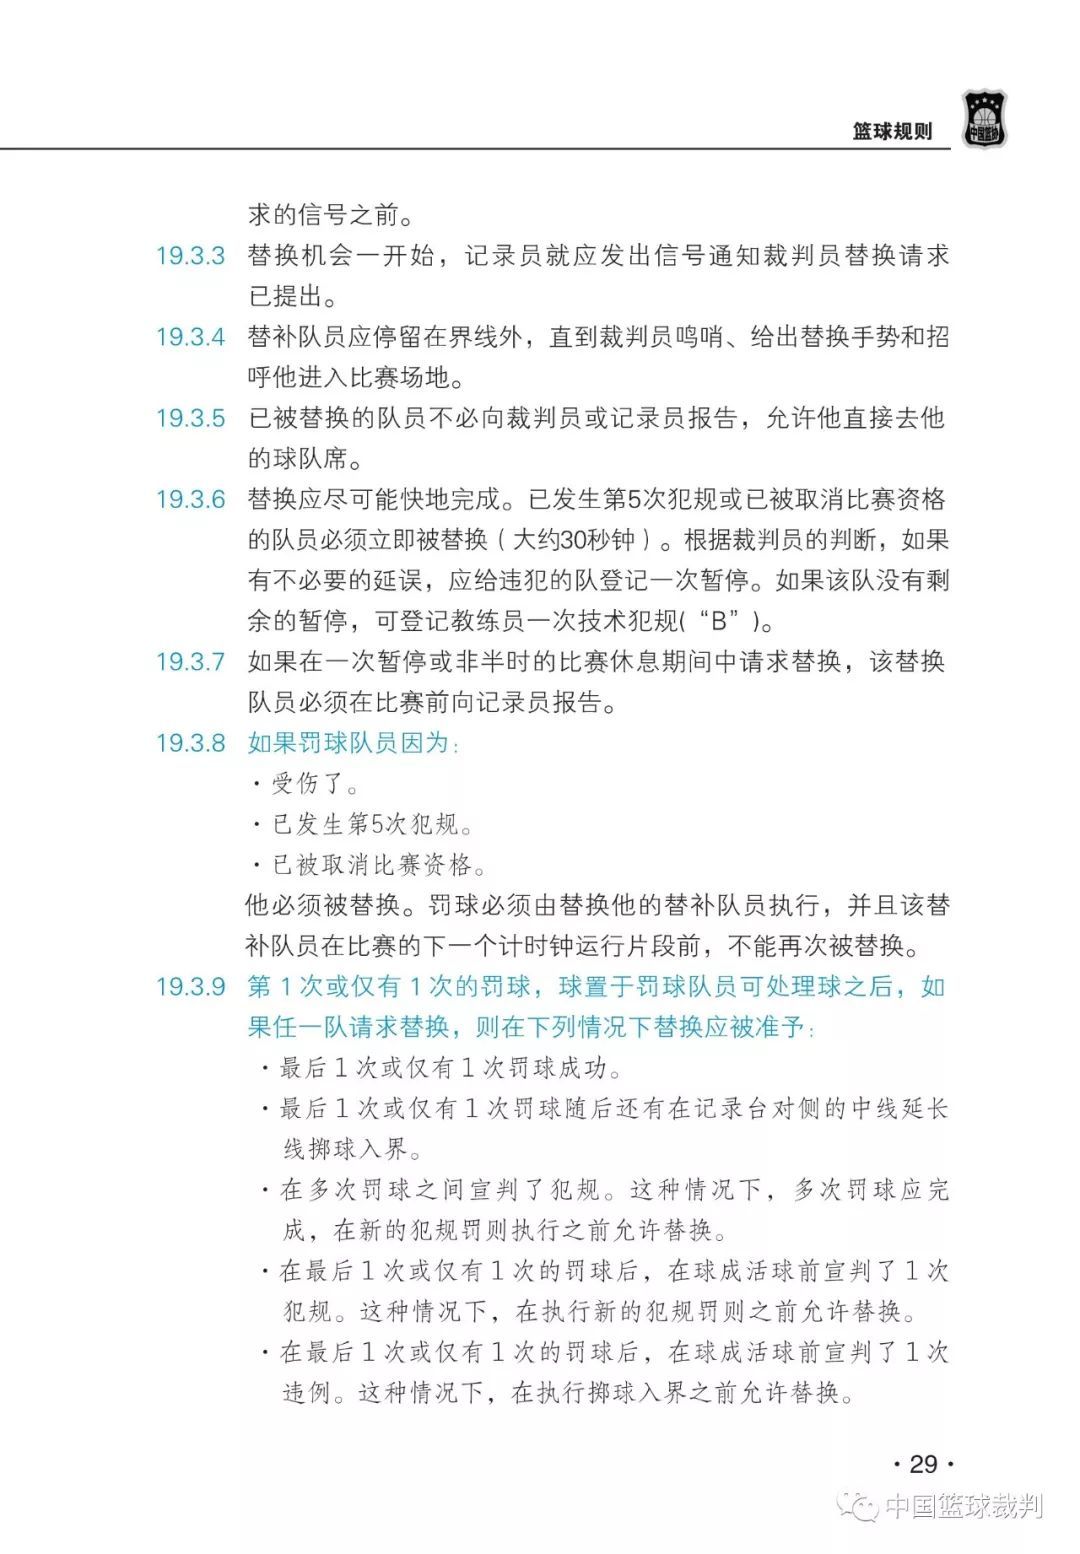 篮球规则
中国篮协
求的信号之前。
19.3.3 替换机会一开始，记录员就应发出信号通知裁判员替换请求
已提出。
19.3.4 替补队员应停留在界线外，直到裁判员鸣哨、给出替换手势和招
呼他进入比赛场地。
19.3.5 已被替换的队员不必向裁判员或记录员报告，允许他直接去他
的球队席。
19.3.6 替换应尽可能快地完成。已发生第5次犯规或已被取消比赛资格
的队员必须立即被替换（大约30秒钟）。根据裁判员的判断，如果
有不必要的延误，应给违犯的队登记一次暂停。如果该队没有剩
余的暂停，可登记教练员一次技术犯规(“B”)。
19.3.7 如果在一次暂停或非半时的比赛休息期间中请求替换，该替换
队员必须在比赛前向记录员报告。
19.3.8 如果罚球队员因为：
·受伤了。
·已发生第5次犯规。
·已被取消比赛资格。
他必须被替换。罚球必须由替换他的替补队员执行，并且该替
补队员在比赛的下一个计时钟运行片段前，不能再次被替换。
19.3.9 第1次或仅有1次的罚球，球置于罚球队员可处理球之后，如
果任一队请求替换，则在下列情况下替换应被准予：
·最后1次或仅有1次罚球成功。
·最后1次或仅有1次罚球随后还有在记录台对侧的中线延长
线掷球入界。
·在多次罚球之间宣判了犯规。这种情况下，多次罚球应完
成，在新的犯规罚则执行之前允许替换。
·在最后1次或仅有1次的罚球后，在球成活球前宣判了1次
犯规。这种情况下，在执行新的犯规罚则之前允许替换。
·在最后1次或仅有1次的罚球后，在球成活球前宣判了1次
违例。这种情况下，在执行掷球入界之前允许替换。
·29·
中国篮球裁判